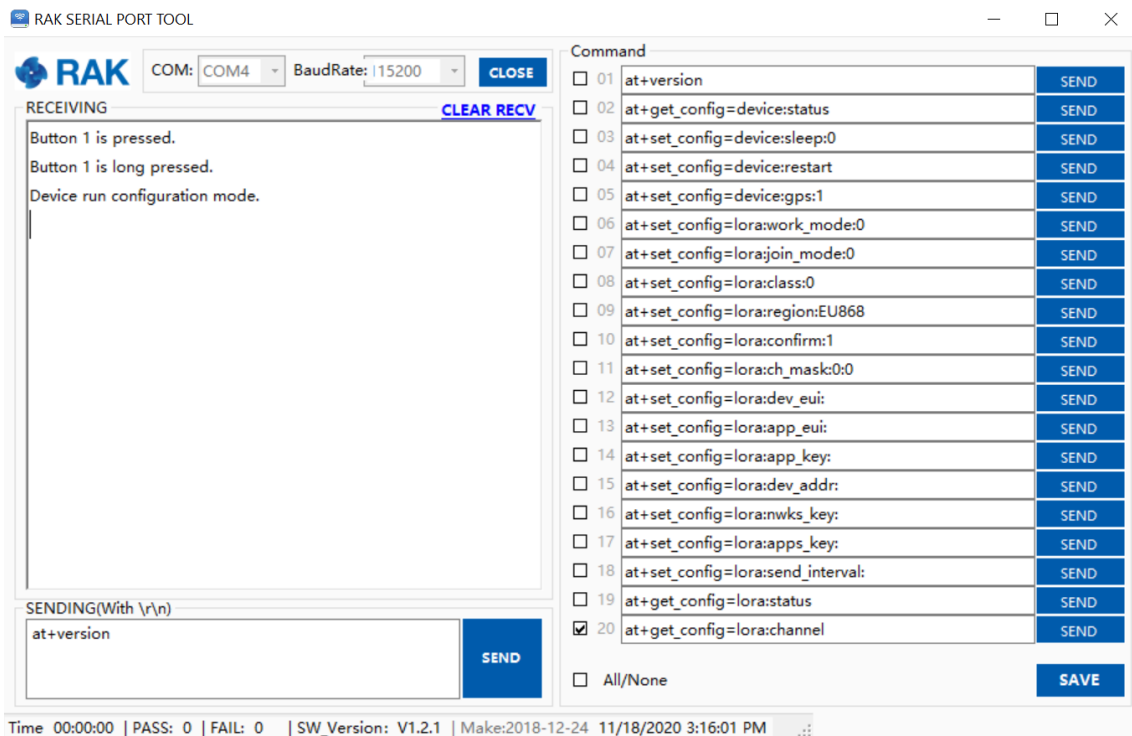 RAK SERIAL PORT TOOL
RAK
COM: COM4 BaudRate: 115200 CLOSE
RECEIVING CLEAR RECV
Button 1 is pressed.
Button 1 is long pressed.
Device run configuration mode.
SENDING(With \r\n)
at+version
SEND
Command
01 at+version SEND
02 at+get_config=device:status SEND
03 at+set_config=device:sleep:0 SEND
04 at+set_config=device:restart SEND
05 at+set_config=device:gps:1 SEND
06 at+set_config=lora:work_mode:0 SEND
07 at+set_config=lora:join_mode:0 SEND
08 at+set_config=lora:class:0 SEND
09 at+set_config=lora:region:EU868 SEND
10 at+set_config=lora:confirm:1 SEND
11 at+set_config=lora:ch_mask:0:0 SEND
12 at+set_config=lora:dev_eui: SEND
13 at+set_config=lora:app_eui: SEND
14 at+set_config=lora:app_key: SEND
15 at+set_config=lora:dev_addr: SEND
16 at+set_config=lora:nwks_key: SEND
17 at+set_config=lora:apps_key: SEND
18 at+set_config=lora:send_interval: SEND
19 at+get_config=lora:status SEND
20 at+get_config=lora:channel SEND
All/None SAVE
Time 00:00:00 | PASS: 0 | FAIL: 0 | SW_Version: V1.2.1 | Make:2018-12-24 11/18/2020 3:16:01 PM